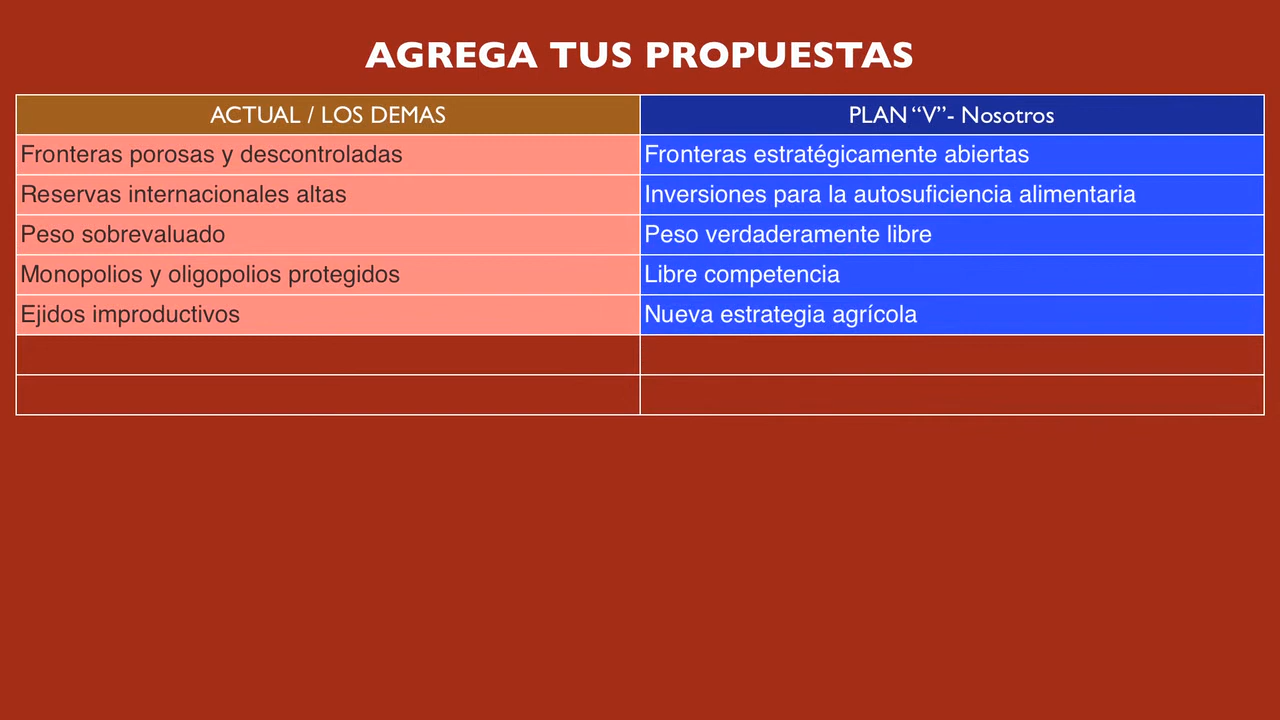 AGREGA TUS PROPUESTAS
ACTUAL / LOS DEMAS
PLAN “V”- Nosotros
Fronteras porosas y descontroladas
Fronteras estratégicamente abiertas
Reservas internacionales altas
Inversiones para la autosuficiencia alimentaria
Peso sobrevaluado
Peso verdaderamente libre
Monopolios y oligopolios protegidos
Libre competencia
Ejidos improductivos
Nueva estrategia agrícola